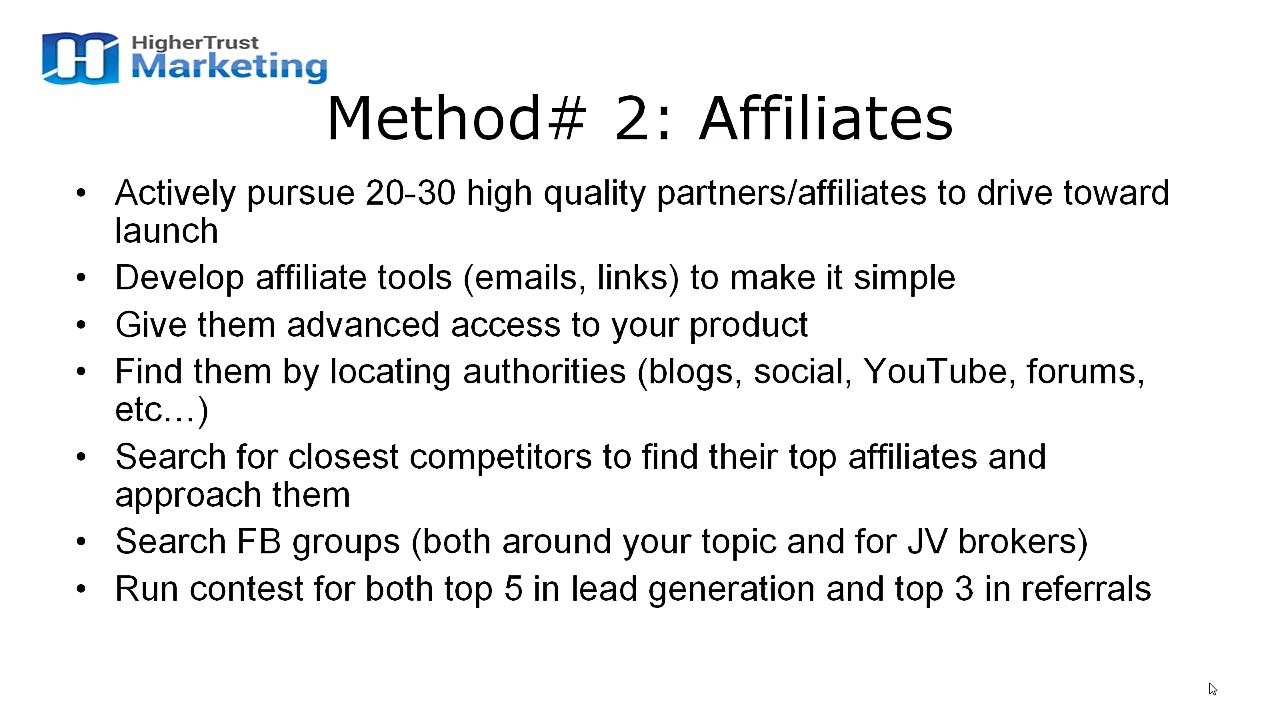 HigherTrust
Marketing
Method# 2: Affiliates
• Actively pursue 20-30 high quality partners/affiliates to drive toward
launch
• Develop affiliate tools (emails, links) to make it simple
• Give them advanced access to your product
• Find them by locating authorities (blogs, social, YouTube, forums,
etc…)
• Search for closest competitors to find their top affiliates and
approach them
• Search FB groups (both around your topic and for JV brokers)
• Run contest for both top 5 in lead generation and top 3 in referrals